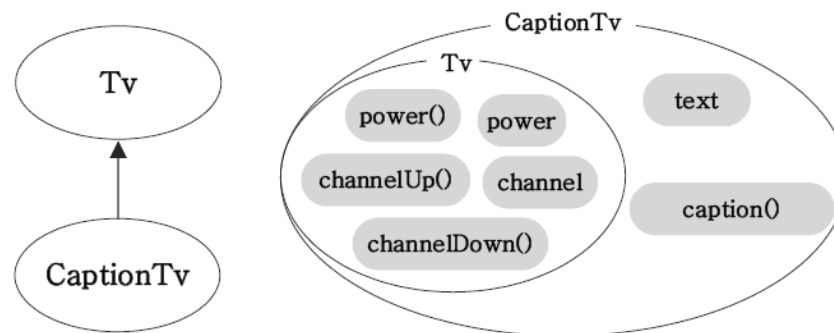 Tv
CaptionTv
CaptionTv
Tv
power() power
channelUp() channel
channelDown()
text
caption()